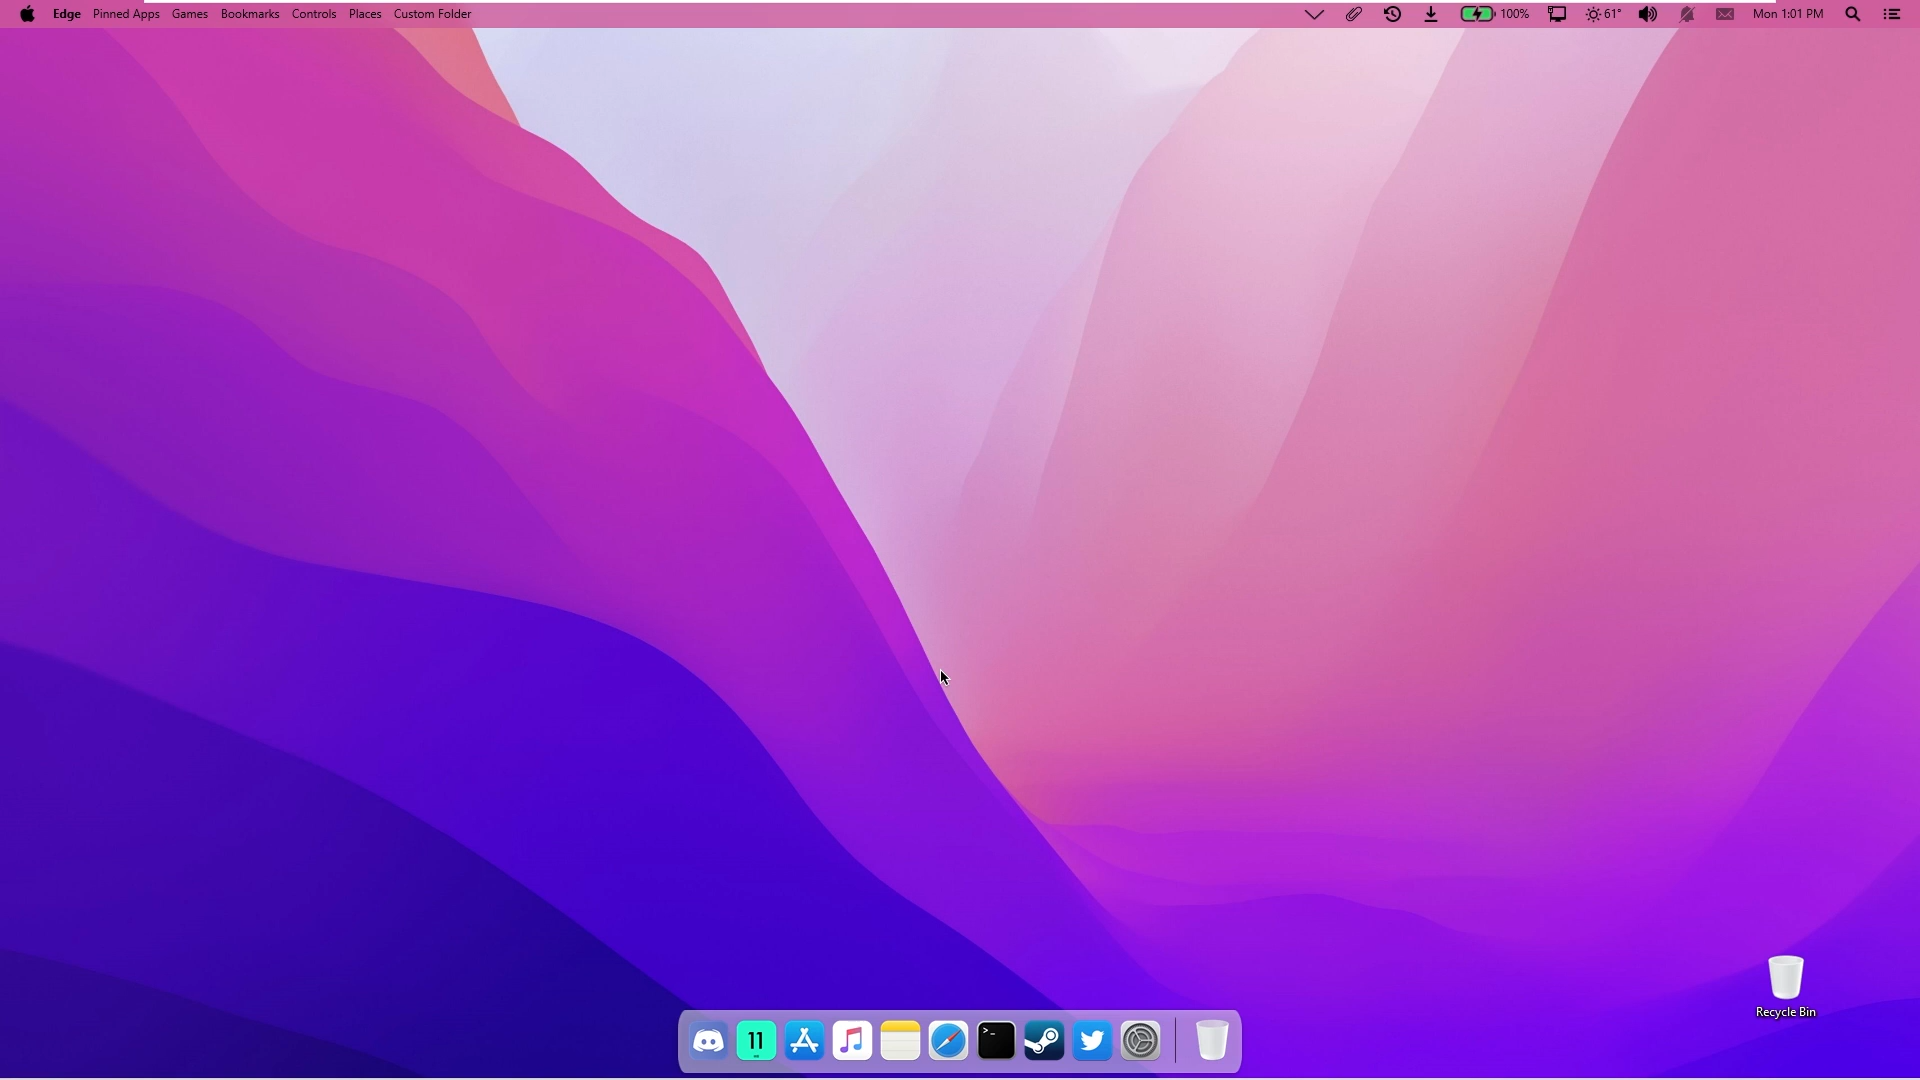 Edge Pinned Apps Games Bookmarks Controls Places Custom Folder 100% 61° Mon 1:01 PM
11
>_
Recycle Bin